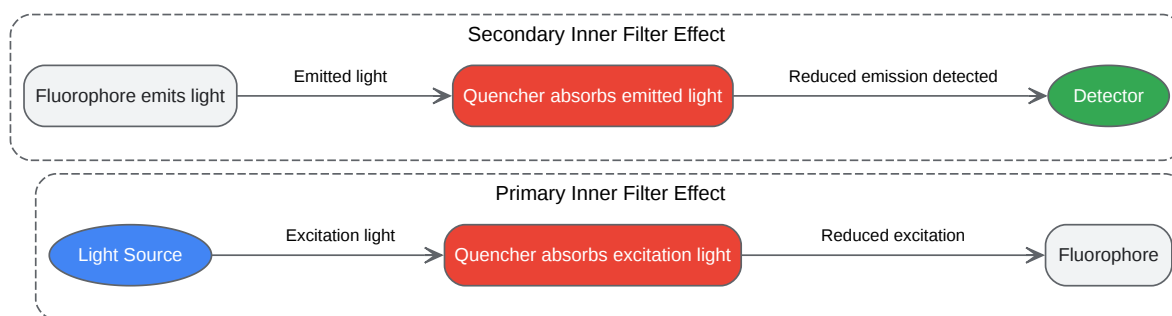 Secondary Inner Filter Effect
Fluorophore emits light
Emitted light
Quencher absorbs emitted light
Reduced emission detected
Detector
Primary Inner Filter Effect
Light Source
Excitation light
Quencher absorbs excitation light
Reduced excitation
Fluorophore